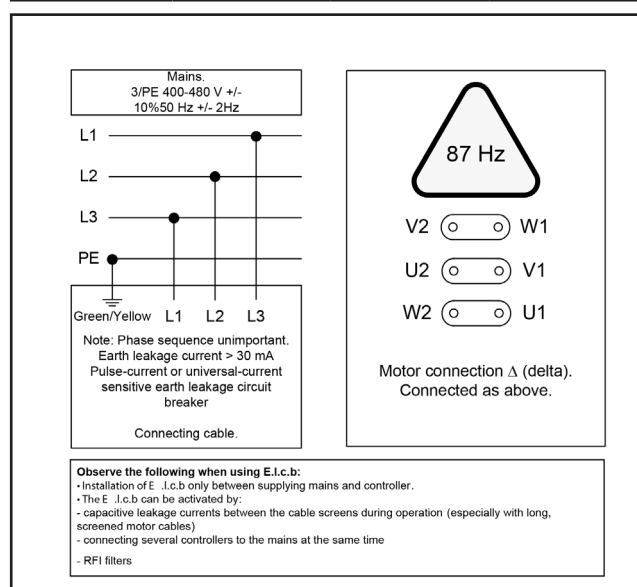 Mains.
3/PE 400-480 V +/-
10%50 Hz +/- 2Hz
L1
L2
L3
PE
Green/Yellow L1 L2 L3
Note: Phase sequence unimportant.
Earth leakage current > 30 mA
Pulse-current or universal-current
sensitive earth leakage circuit
breaker
Connecting cable.
87 Hz
V2 W1
U2 V1
W2 U1
Motor connection Δ (delta).
Connected as above.
Observe the following when using E.l.c.b:
• Installation of E .l.c.b only between supplying mains and controller.
• The E .l.c.b can be activated by:
- capacitive leakage currents between the cable screens during operation (especially with long,
screened motor cables)
- connecting several controllers to the mains at the same time
- RFI filters